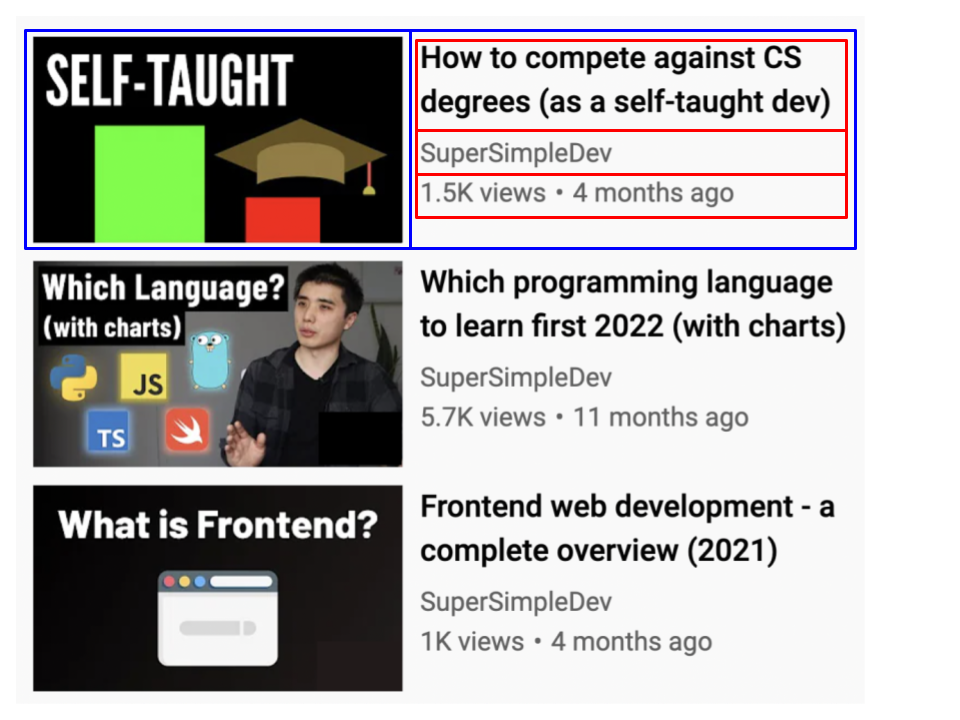 SELF-TAUGHT
How to compete against CS
degrees (as a self-taught dev)
SuperSimpleDev
1.5K views • 4 months ago
Which Language?
(with charts)
JS
TS
Which programming language
to learn first 2022 (with charts)
SuperSimpleDev
5.7K views • 11 months ago
What is Frontend?
Frontend web development - a
complete overview (2021)
SuperSimpleDev
1K views • 4 months ago